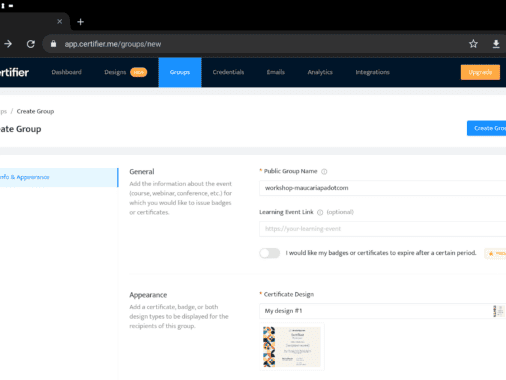 app.certifier.me/groups/new
rtifier
Dashboard
Designs
Groups
Credentials
Emails
Analytics
Integrations
Upgrade
ps / Create Group
ate Group
Create Grou
nfo & Appearance
General
Add the information about the event
(course, webinar, conference, etc.) for
which you would like to issue badges
or certificates.
* Public Group Name
workshop-maucariapadotcom
Learning Event Link (optional)
https://your-learning-event
I would like my badges or certificates to expire after a certain period.
Appearance
Add a certificate, badge, or both
design types to be displayed for the
recipients of this group.
* Certificate Design
My design #1